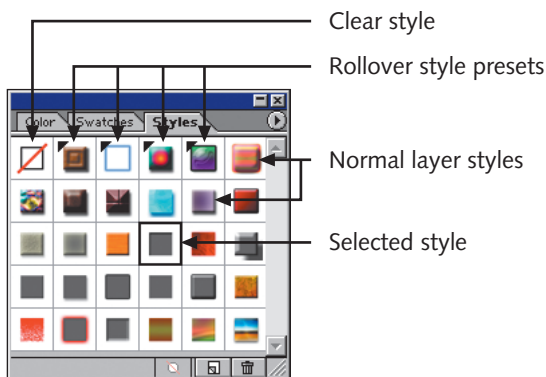 Clear style
Rollover style presets
Color Swatches Styles
Normal layer styles
Selected style